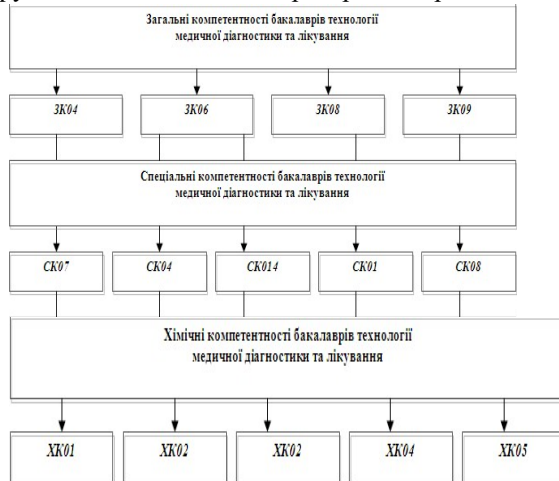 Загальні компетентності бакалаврів технології
медичної діагностики та лікування
ЗК04 ЗК06 ЗК08 ЗК09
Спеціальні компетентності бакалаврів технології
медичної діагностики та лікування
СК07 СК04 СК014 СК01 СК08
Хімічні компетентності бакалаврів технології
медичної діагностики та лікування
ХК01 ХК02 ХК02 ХК04 ХК05